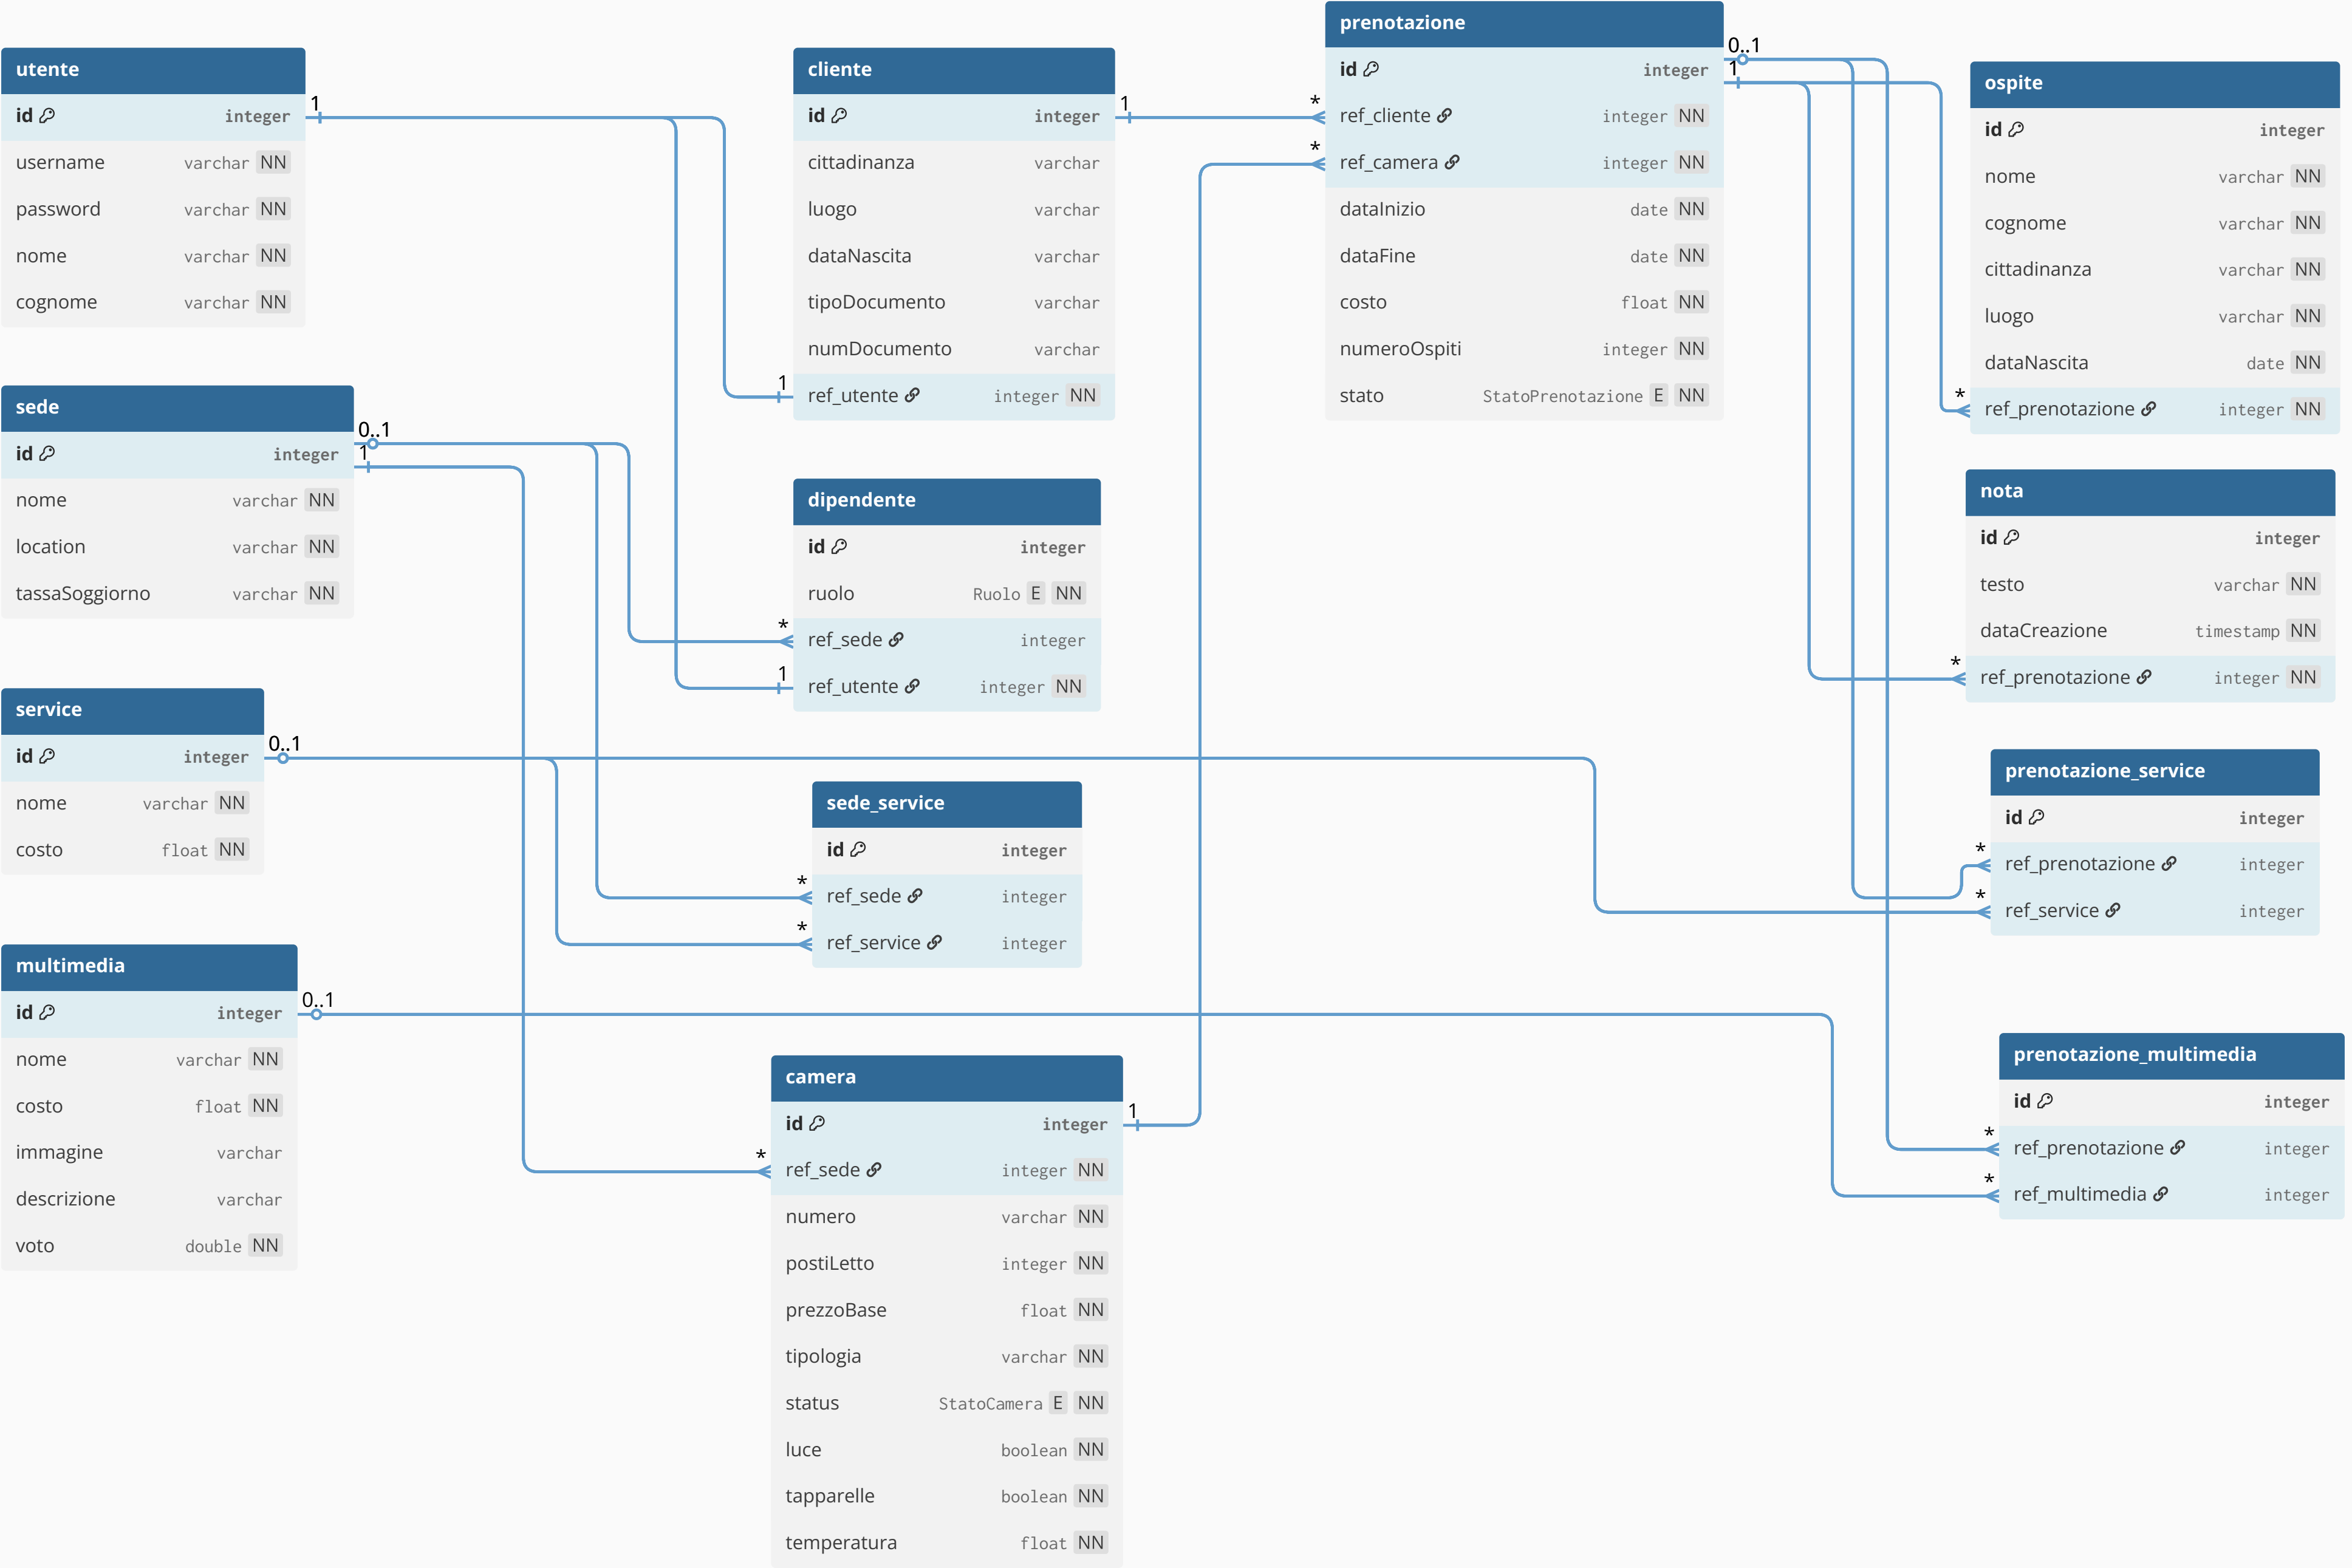 utente
id integer
username varchar NN
password varchar NN
nome varchar NN
cognome varchar NN
1
sede
id integer
nome varchar NN
location varchar NN
tassaSoggiorno varchar NN
0..1
1
service
id integer
nome varchar NN
costo float NN
0..1
multimedia
id integer
nome varchar NN
costo float NN
immagine varchar
descrizione varchar
voto double NN
0..1
cliente
id integer
cittadinanza varchar
luogo varchar
dataNascita varchar
tipoDocumento varchar
numDocumento varchar
ref_utente integer NN
1
1
dipendente
id integer
ruolo Ruolo E NN
ref_sede integer
ref_utente integer NN
*
1
sede_service
id integer
ref_sede integer
ref_service integer
*
*
camera
id integer
ref_sede integer NN
numero varchar NN
postiLetto integer NN
prezzoBase float NN
tipologia varchar NN
status StatoCamera E NN
luce boolean NN
tapparelle boolean NN
temperatura float NN
1
*
prenotazione
id integer
ref_cliente integer NN
ref_camera integer NN
dataInizio date NN
dataFine date NN
costo float NN
numeroOspiti integer NN
stato StatoPrenotazione E NN
*
*
0..1
1
ospite
id integer
nome varchar NN
cognome varchar NN
cittadinanza varchar NN
luogo varchar NN
dataNascita date NN
ref_prenotazione integer NN
*
nota
id integer
testo varchar NN
dataCreazione timestamp NN
ref_prenotazione integer NN
*
prenotazione_service
id integer
ref_prenotazione integer
ref_service integer
*
*
prenotazione_multimedia
id integer
ref_prenotazione integer
ref_multimedia integer
*
*